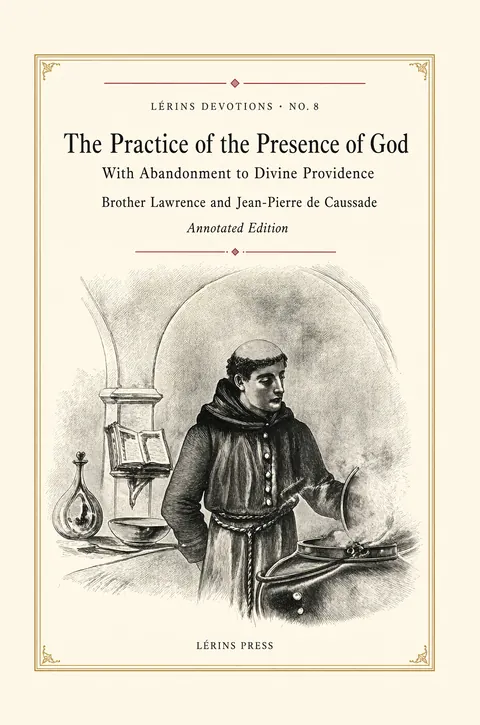 LÉRINS DEVOTIONS • NO. 8
The Practice of the Presence of God
With Abandonment to Divine Providence
Brother Lawrence and Jean-Pierre de Caussade
Annotated Edition
LÉRINS PRESS